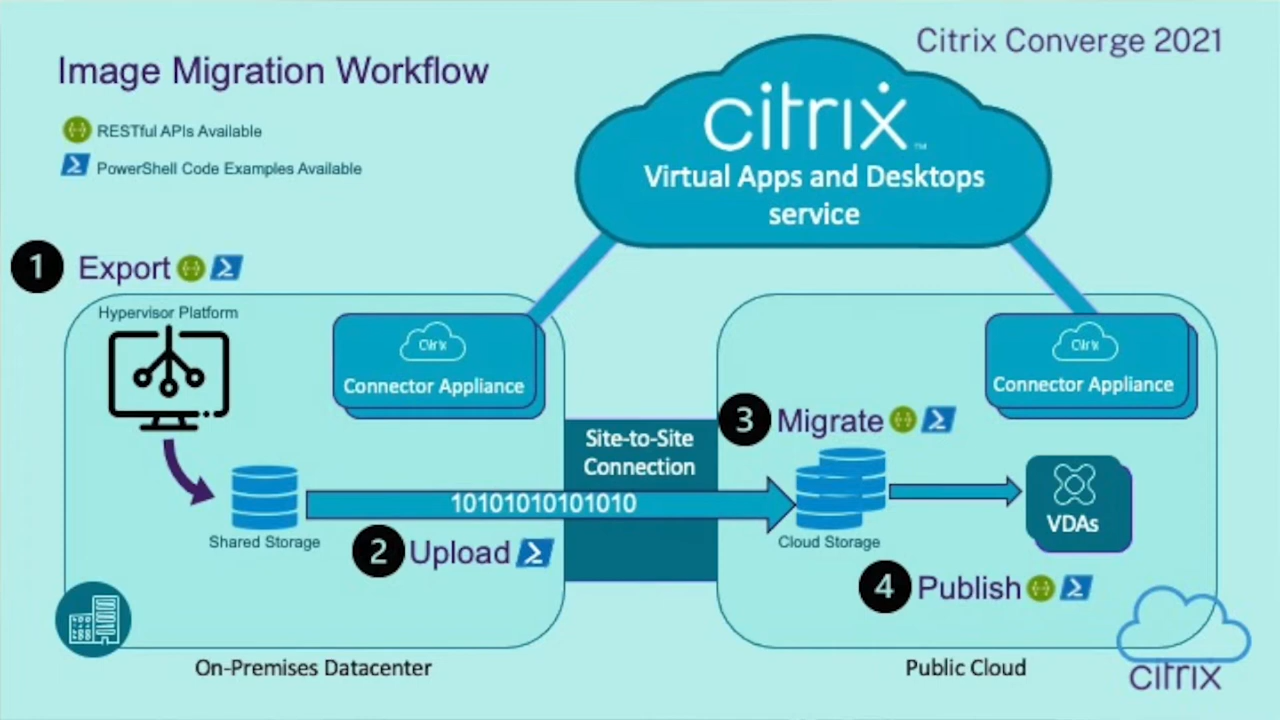 Citrix Converge 2021
Image Migration Workflow
RESTful APIs Available
PowerShell Code Examples Available
citrix™
Virtual Apps and Desktops
service
1 Export
Hypervisor Platform
Citrix
Connector Appliance
Citrix
Connector Appliance
Site-to-Site
Connection
3 Migrate
10101010101010
Shared Storage
2 Upload
Cloud Storage
VDAs
4 Publish
On-Premises Datacenter
Public Cloud
citrix